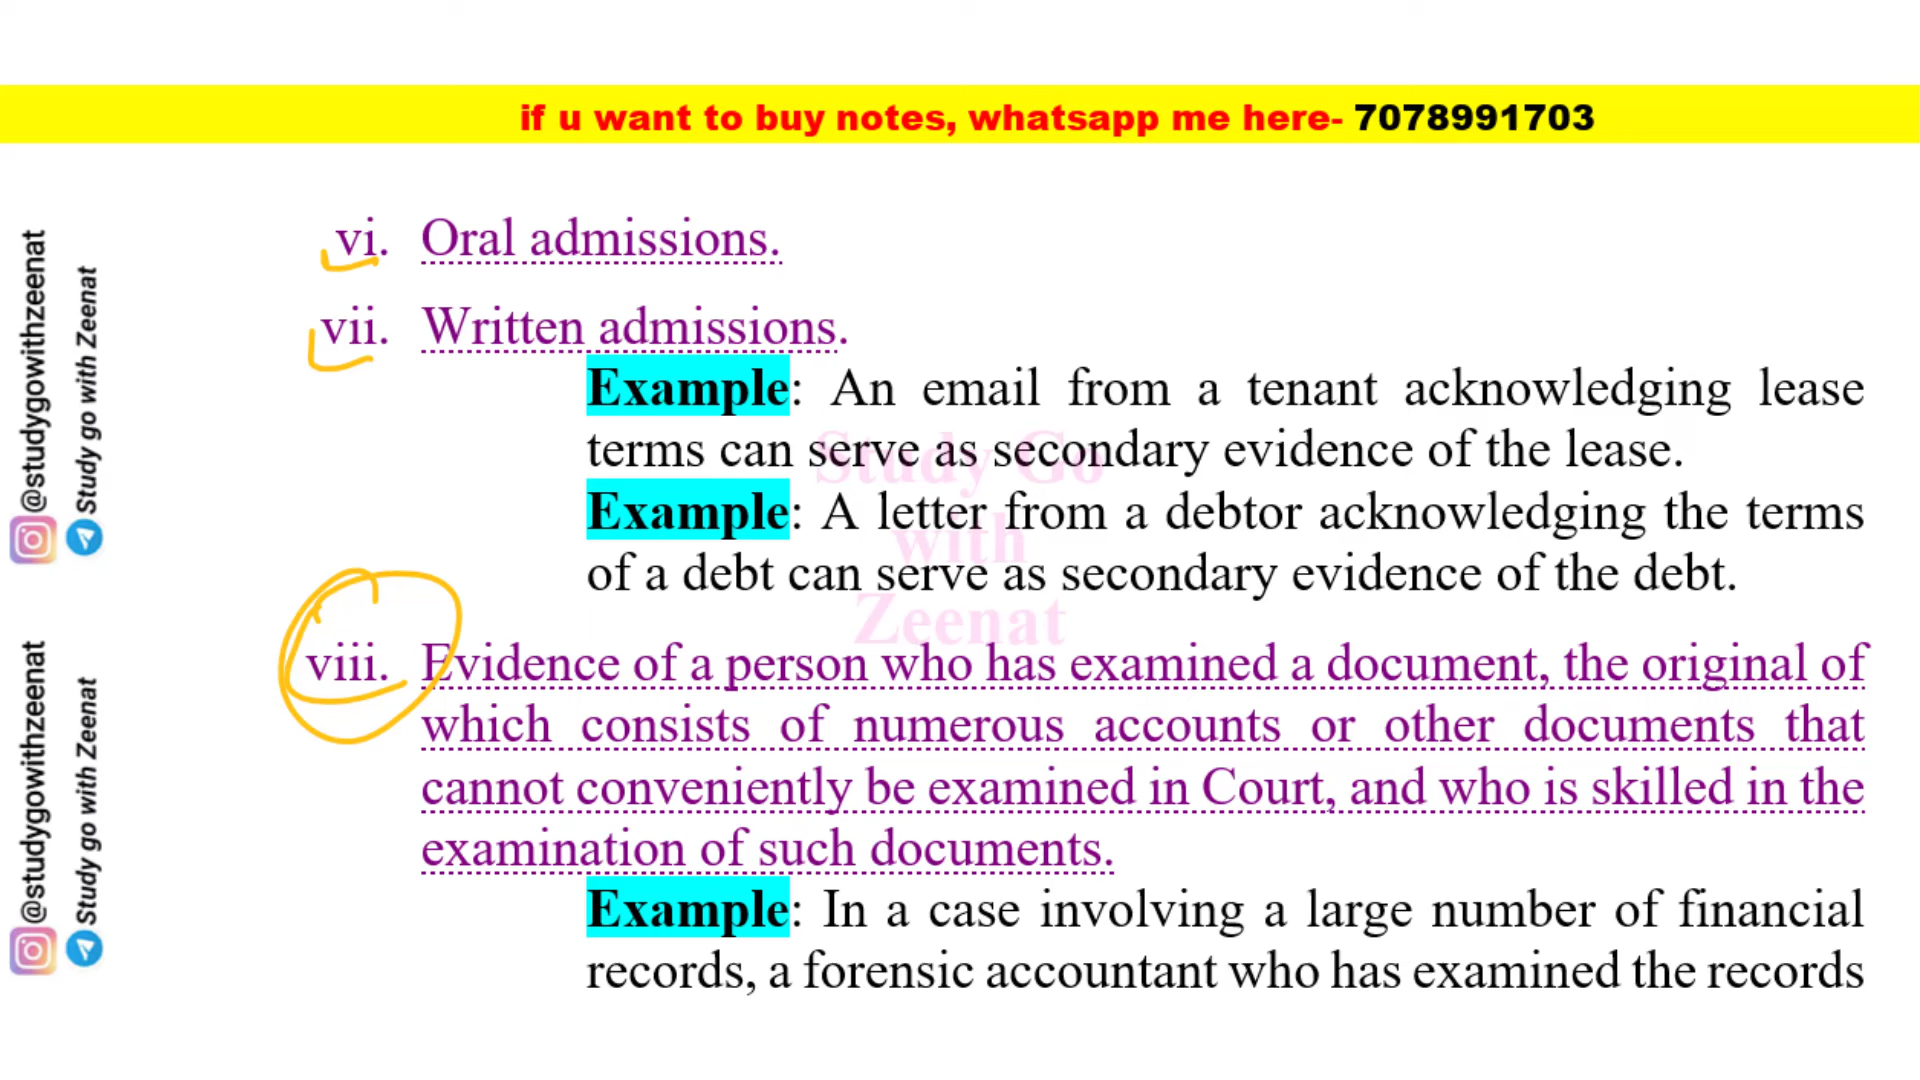 if u want to buy notes, whatsapp me here- 7078991703
vi. Oral admissions.
vii. Written admissions.
Example: An email from a tenant acknowledging lease
terms can serve as secondary evidence of the lease.
Example: A letter from a debtor acknowledging the terms
of a debt can serve as secondary evidence of the debt.
viii. Evidence of a person who has examined a document, the original of
which consists of numerous accounts or other documents that
cannot conveniently be examined in Court, and who is skilled in the
examination of such documents.
Example: In a case involving a large number of financial
records, a forensic accountant who has examined the records
Study Go
with
Zeenat
@studygowithzeenat
Study go with Zeenat
@studygowithzeenat
Study go with Zeenat